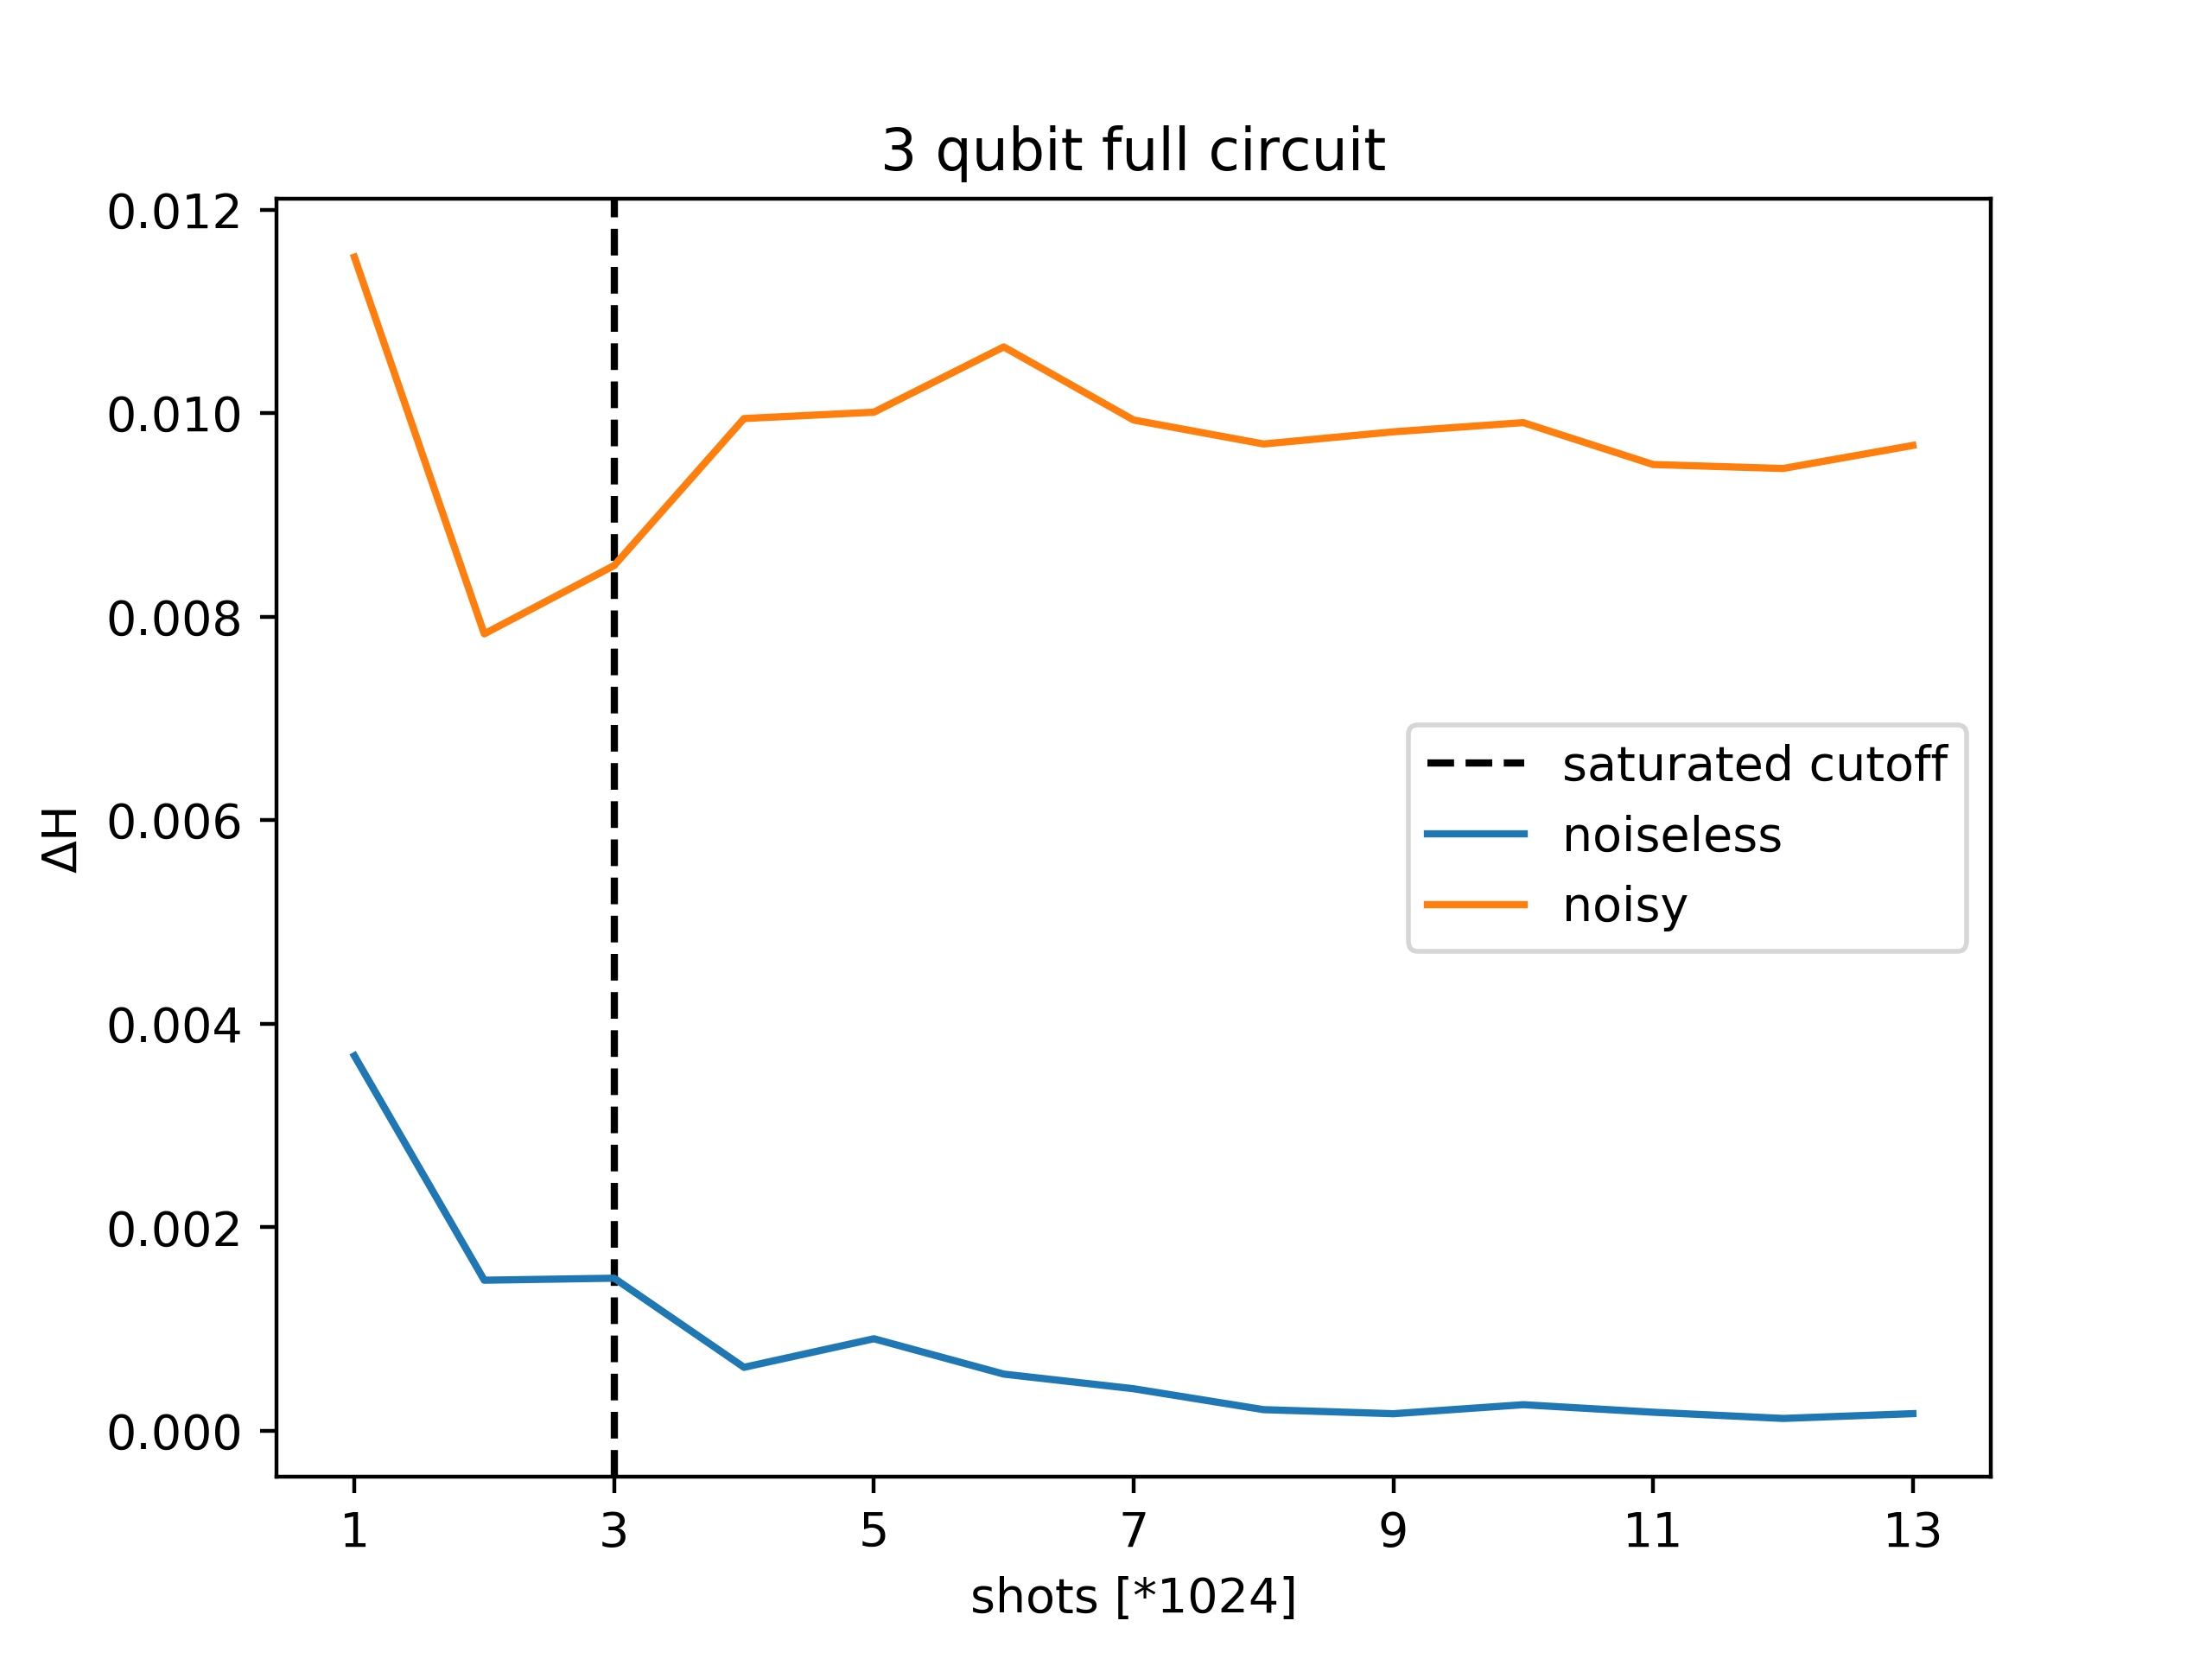 3 qubit full circuit
0.012
0.010
0.008
0.006
0.004
0.002
0.000
ΔH
saturated cutoff
noiseless
noisy
1 3 5 7 9 11 13
shots [*1024]